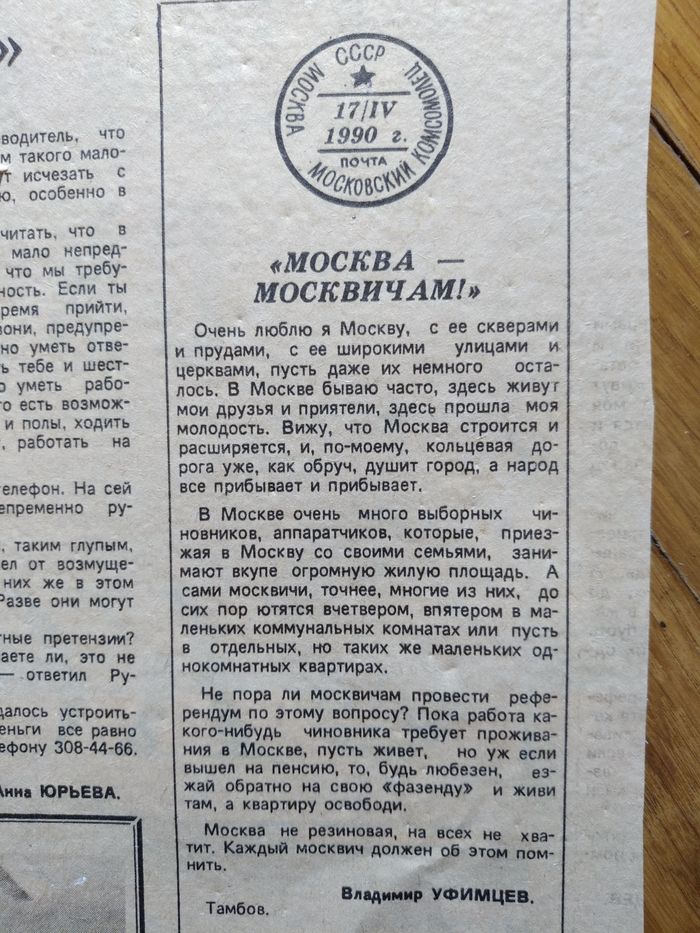 »
водитель, что
м такого мало-
ут исчезать с
ю, особенно в
читать, что в
мало непред-
что мы требу-
ность. Если ты
ремя прийти,
вони, предупре-
но уметь отве-
ть тебе и шест-
о уметь рабо-
го есть возмож-
и полы, ходить
, работать на
елефон. На сей
епременно ру-
, таким глупым,
ел от возмуще-
них же в этом
Разве они могут
тные претензии?
аете ли, это не
— ответил Ру-
далось устроить-
еньги все равно
ефону 308-44-66.
Анна ЮРЬЕВА.
СССР
МОСКВА
МОСКОВСКИЙ КОМСОМОЛЕЦ
17/IV
1990 г.
ПОЧТА
«МОСКВА —
МОСКВИЧАМ!»
Очень люблю я Москву, с ее скверами
и прудами, с ее широкими улицами и
церквами, пусть даже их немного оста-
лось. В Москве бываю часто, здесь живут
мои друзья и приятели, здесь прошла моя
молодость. Вижу, что Москва строится и
расширяется, и, по-моему, кольцевая до-
рога уже, как обруч, душит город, а народ
все прибывает и прибывает.
В Москве очень много выборных чи-
новников, аппаратчиков, которые, приез-
жая в Москву со своими семьями, зани-
мают вкупе огромную жилую площадь. А
сами москвичи, точнее, многие из них, до
сих пор ютятся вчетвером, впятером в ма-
леньких коммунальных комнатах или пусть
в отдельных, но таких же маленьких од-
нокомнатных квартирах.
Не пора ли москвичам провести рефе-
рендум по этому вопросу? Пока работа ка-
кого-нибудь чиновника требует прожива-
ния в Москве, пусть живет, но уж если
вышел на пенсию, то, будь любезен, ез-
жай обратно на свою «фазенду» и живи
там, а квартиру освободи.
Москва не резиновая, на всех не хва-
тит. Каждый москвич должен об этом пом-
нить.
Владимир УФИМЦЕВ.
Тамбов.